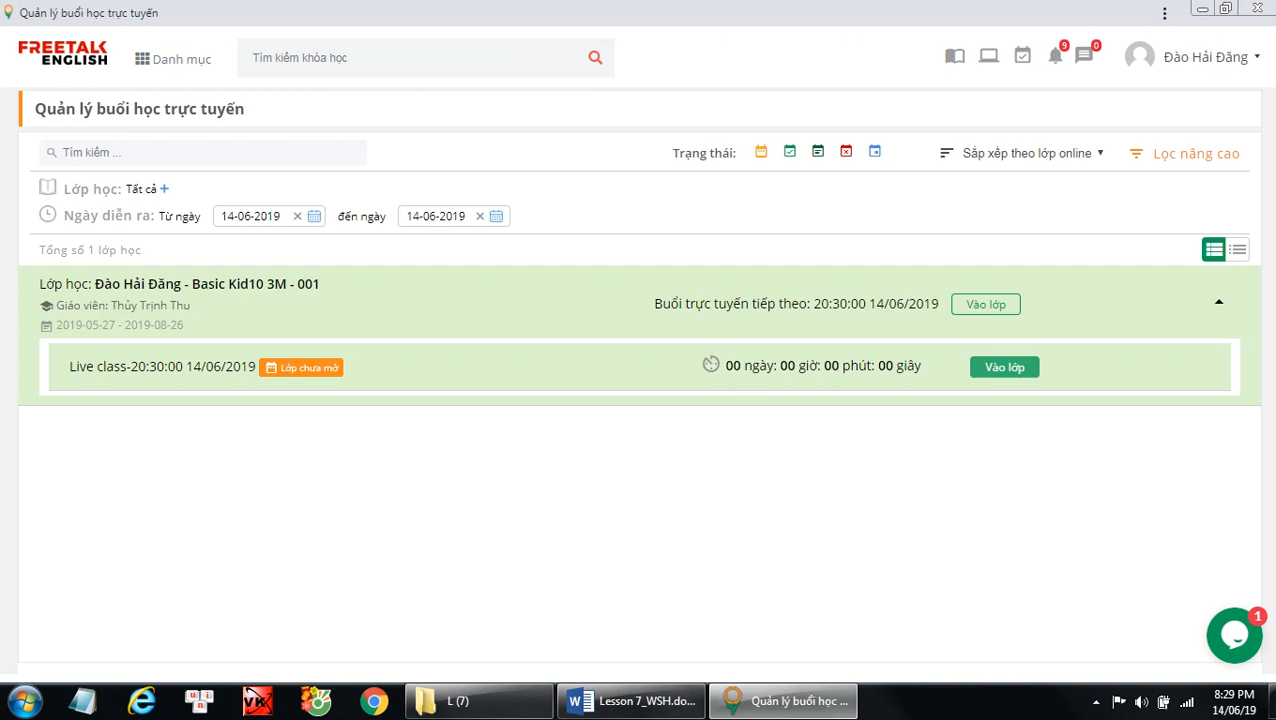 Quản lý buổi học trực tuyến
FREETALK
ENGLISH
Danh mục
Tìm kiếm khóa học
9
0
Đào Hải Đăng
Quản lý buổi học trực tuyến
Tìm kiếm ...
Trạng thái:
Sắp xếp theo lớp online
Lọc nâng cao
Lớp học: Tất cả +
Ngày diễn ra: Từ ngày 14-06-2019 × đến ngày 14-06-2019 ×
Tổng số 1 lớp học
Lớp học: Đào Hải Đăng - Basic Kid10 3M - 001
Giáo viên: Thủy Trịnh Thu
2019-05-27 - 2019-08-26
Buổi trực tuyến tiếp theo: 20:30:00 14/06/2019 Vào lớp
Live class-20:30:00 14/06/2019 Lớp chưa mở
00 ngày: 00 giờ: 00 phút: 00 giây Vào lớp
1
VK
L (7)
Lesson 7_WSH.do...
Quản lý buổi học ...
8:29 PM
14/06/19